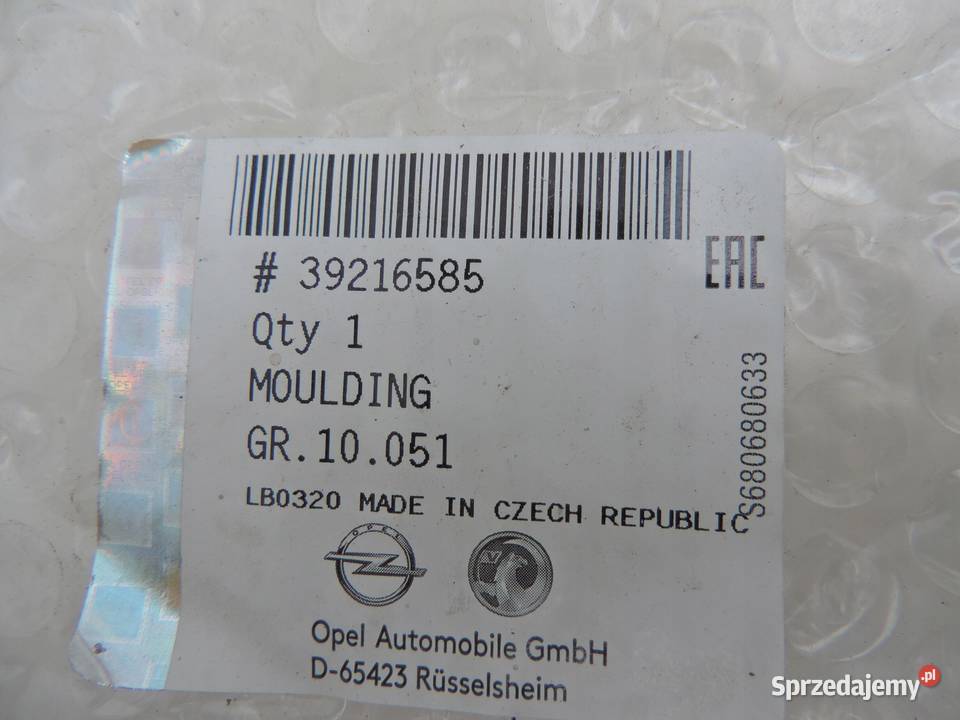 # 39216585
EAC
Qty 1
MOULDING
GR.10.051
S680680633
LB0320 MADE IN CZECH REPUBLIC
OPEL
V
Opel Automobile GmbH
D-65423 Rüsselsheim
Sprzedajemy.pl